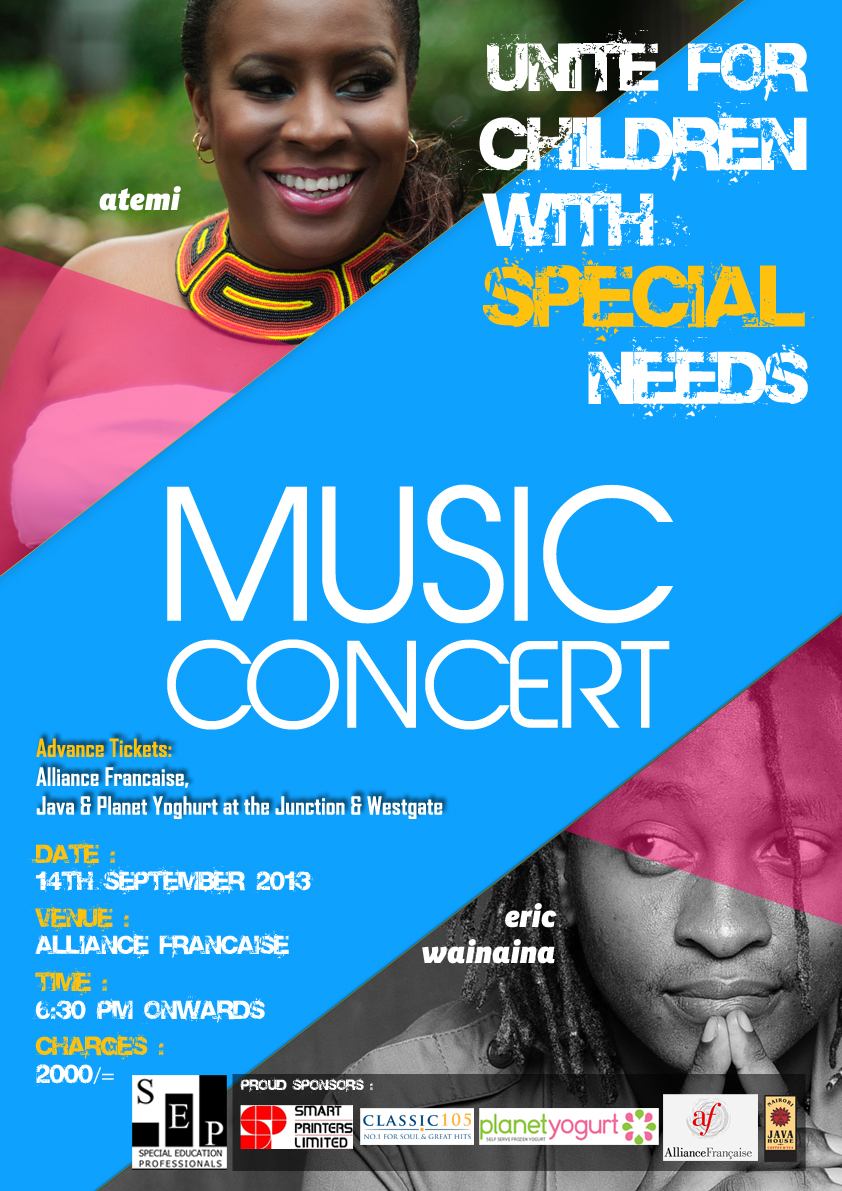 atemi
UNITE FOR
CHILDREN
WITH
SPECIAL
NEEDS
MUSIC
CONCERT
Advance Tickets:
Alliance Francaise,
Java & Planet Yoghurt at the Junction & Westgate
DATE :
14TH SEPTEMBER 2013
VENUE :
ALLIANCE FRANCAISE
TIME :
6:30 PM ONWARDS
CHARGES :
2000/=
eric
wainaina
SEP
SPECIAL EDUCATION
PROFESSIONALS
PROUD SPONSORS :
SMART
PRINTERS
LIMITED
CLASSIC105
NO.1 FOR SOUL & GREAT HITS
planetyogurt
SELF SERVE FROZEN YOGURT
af
AllianceFrançaise
NAIROBI
JAVA
HOUSE
COFFEE & TEA